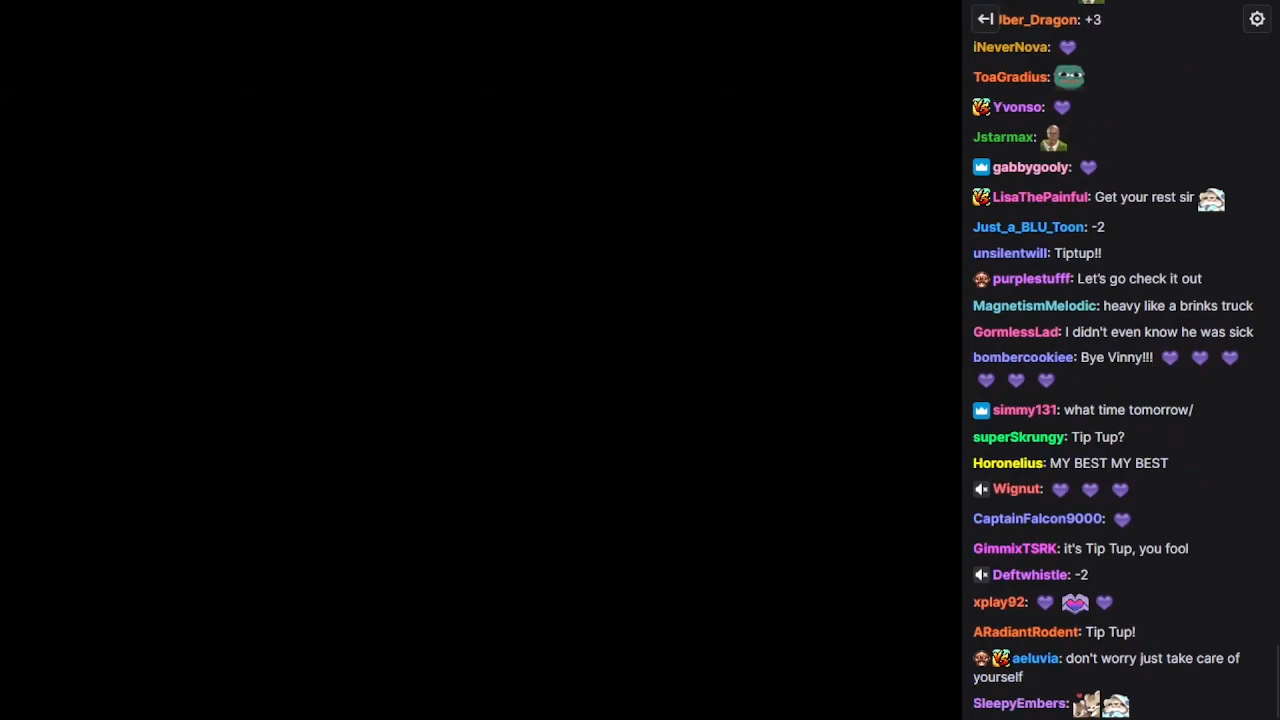 Uber_Dragon: +3
iNeverNova:
ToaGradius:
Yvonso:
Jstarmax:
gabbygooly:
LisaThePainful: Get your rest sir
Just_a_BLU_Toon: -2
unsilentwill: Tiptup!!
purplestufff: Let's go check it out
MagnetismMelodic: heavy like a brinks truck
GormlessLad: I didn't even know he was sick
bombercookiee: Bye Vinny!!!
simmy131: what time tomorrow/
superSkrungy: Tip Tup?
Horonelius: MY BEST MY BEST
Wignut:
CaptainFalcon9000:
GimmixTSRK: it's Tip Tup, you fool
Deftwhistle: -2
xplay92:
ARadiantRodent: Tip Tup!
aeluvia: don't worry just take care of
yourself
SleepyEmbers: